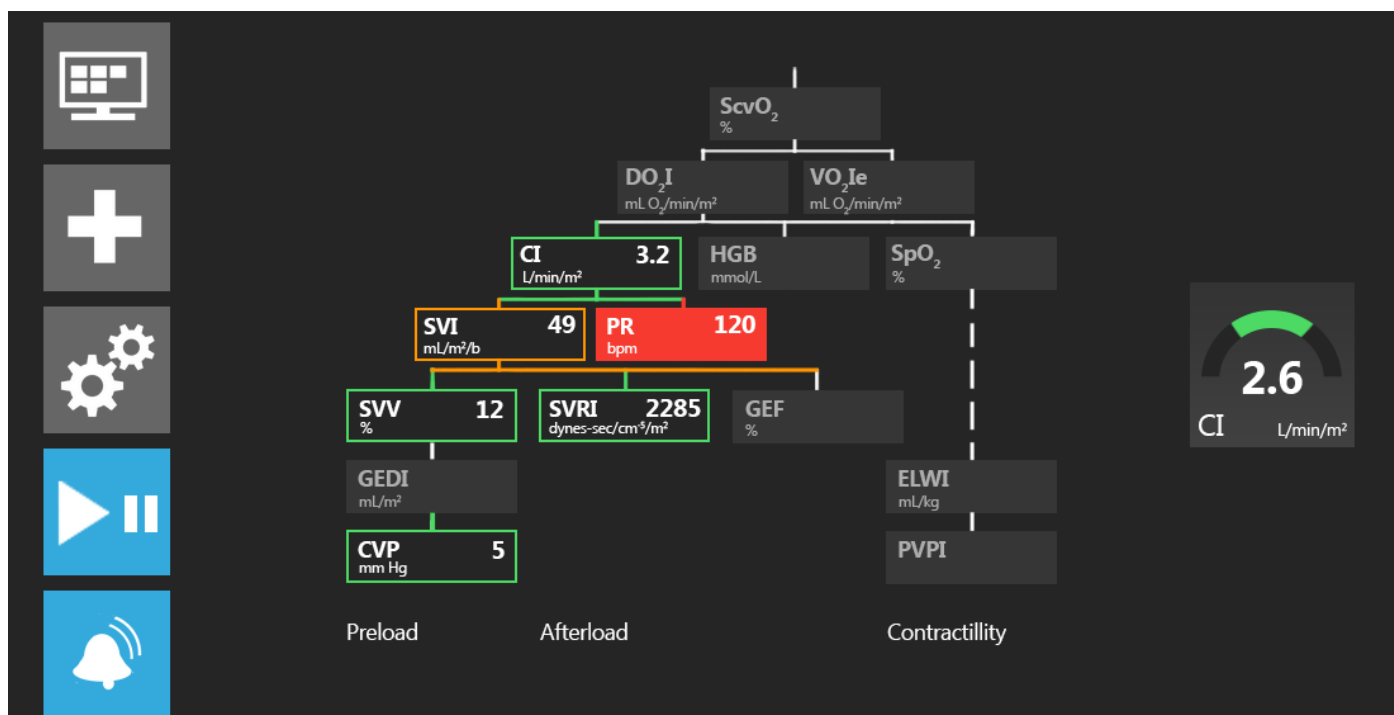 ScvO₂
%
DO₂I
mL O₂/min/m²
VO₂Ie
mL O₂/min/m²
CI 3.2
L/min/m²
HGB
mmol/L
SpO₂
%
SVI 49
mL/m²/b
PR 120
bpm
2.6
CI L/min/m²
SVV 12
%
SVRI 2285
dynes-sec/cm⁻⁵/m²
GEF
%
GEDI
mL/m²
ELWI
mL/kg
CVP 5
mm Hg
PVPI
Preload
Afterload
Contractillity